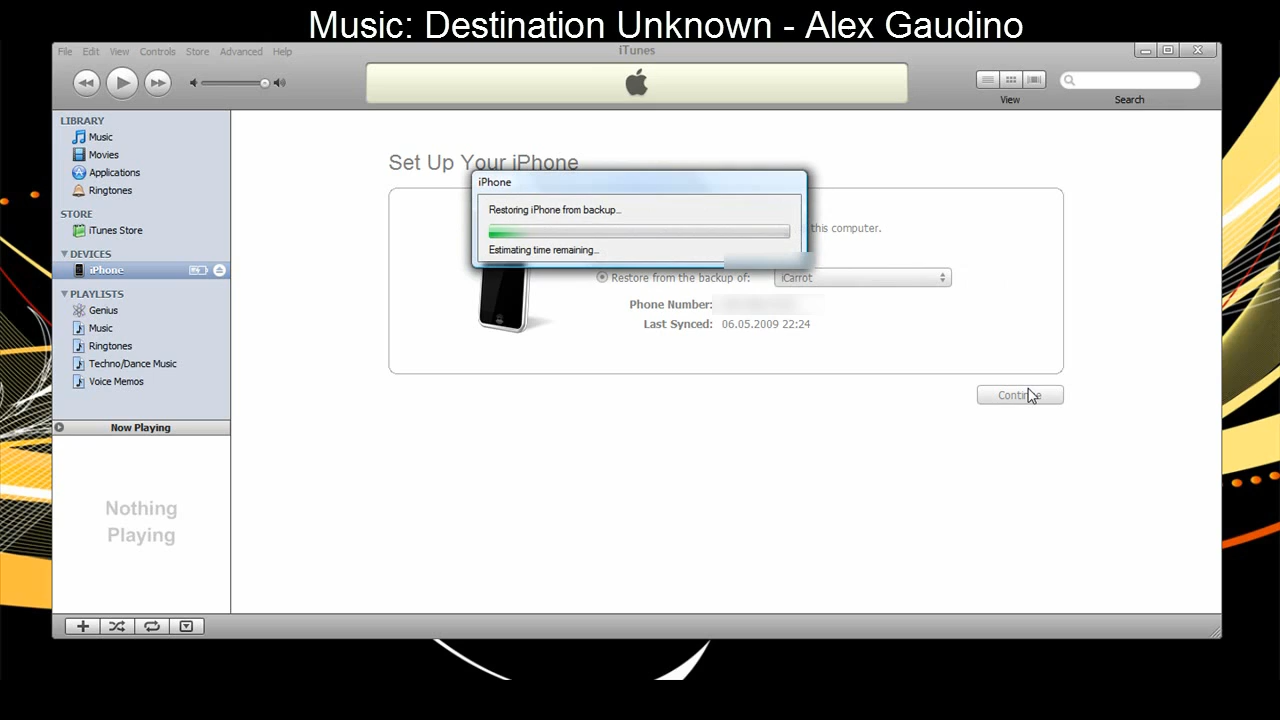 Music: Destination Unknown - Alex Gaudino
File Edit View Controls Store Advanced Help
iTunes
View
Search
LIBRARY
Music
Movies
Applications
Ringtones
STORE
iTunes Store
DEVICES
iPhone
PLAYLISTS
Genius
Music
Ringtones
Techno/Dance Music
Voice Memos
Now Playing
Nothing
Playing
Set Up Your iPhone
iPhone
Restoring iPhone from backup...
Estimating time remaining...
this computer.
Restore from the backup of: iCarrot
Phone Number:
Last Synced: 06.05.2009 22:24
Continue